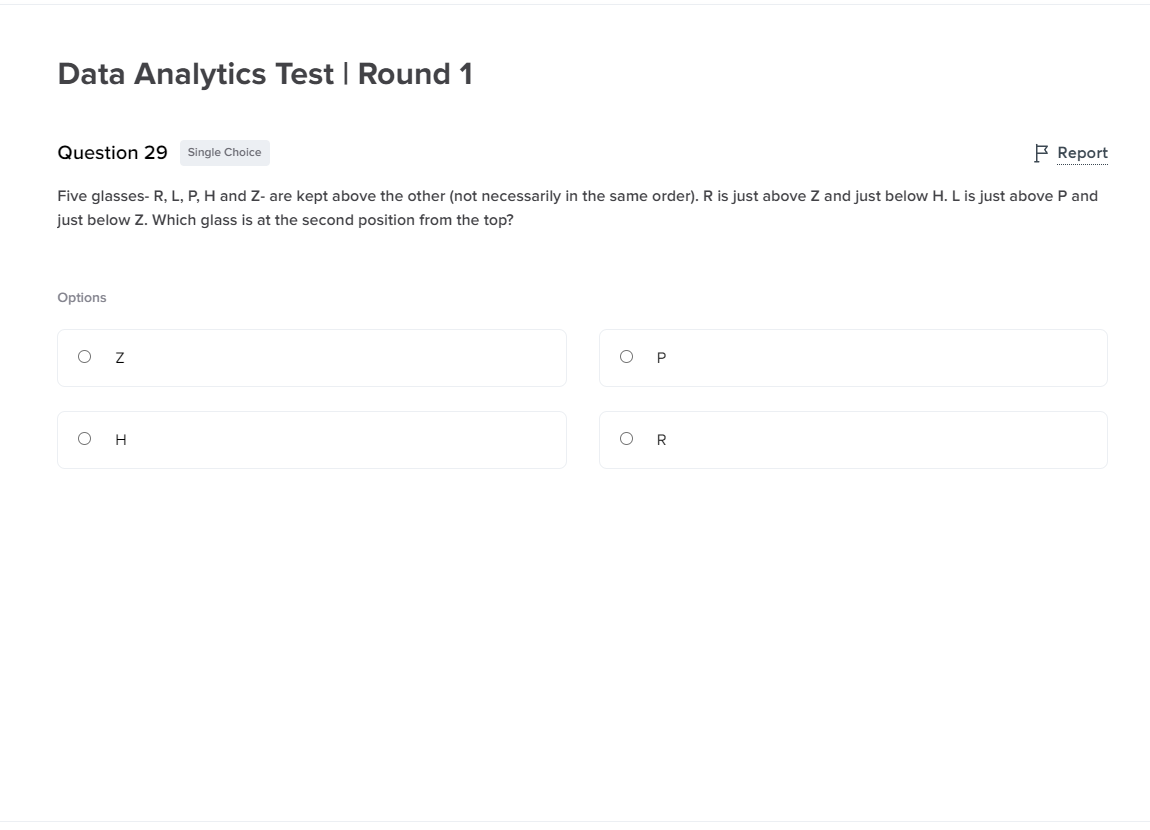 Data Analytics Test | Round 1
Question 29 Single Choice Report
Five glasses- R, L, P, H and Z- are kept above the other (not necessarily in the same order). R is just above Z and just below H. L is just above P and
just below Z. Which glass is at the second position from the top?
Options
Z P
H R